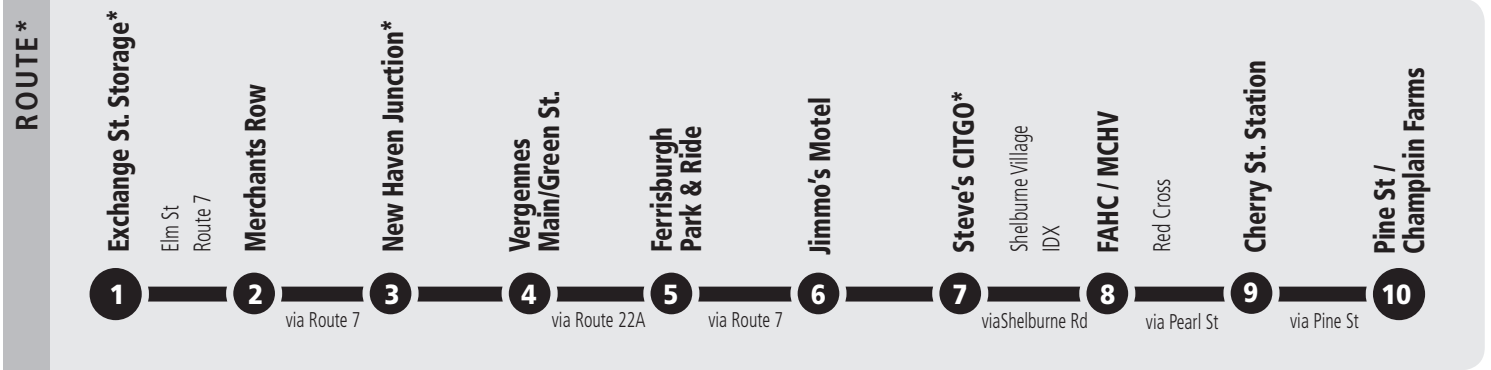 ROUTE*
Exchange St. Storage*
Elm St
Route 7
Merchants Row
New Haven Junction*
Vergennes
Main/Green St.
Ferrisburgh
Park & Ride
Jimmo's Motel
Steve's CITGO*
Shelburne Village
IDX
FAHC / MCHV
Red Cross
Cherry St. Station
Pine St /
Champlain Farms
1 2 3 4 5 6 7 8 9 10
via Route 7 via Route 22A via Route 7 viaShelburne Rd via Pearl St via Pine St